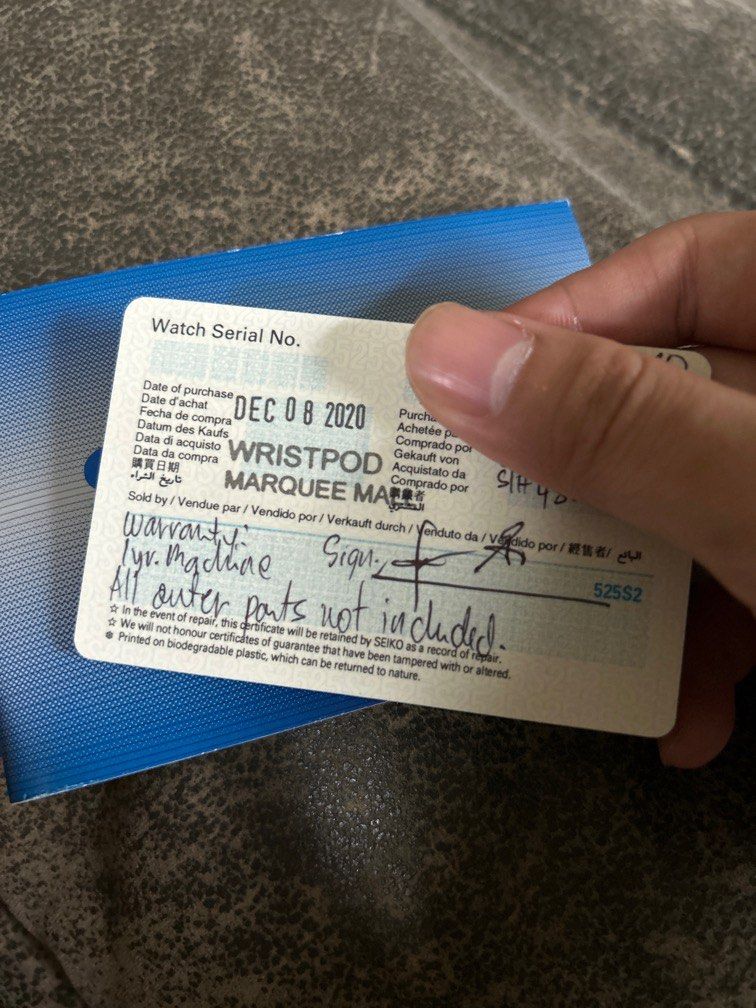 Watch Serial No.
Date of purchase
Date d'achat
Fecha de compra
Datum des Kaufs
Data di acquisto
Data da compra
購買日期
تاريخ الشراء
DEC 08 2020
WRISTPOD
MARQUEE MA
Purch
Achetée pa
Comprado por
Gekauft von
Acquistato da
Comprado por
Sold by / Vendue par / Vendido por / Verkauft durch / Venduto da / Vendido por / 經售者/ البائع
warranty:
1yr. Machine
Sign.,
All outer parts not included.
525S2
☆ In the event of repair, this certificate will be retained by SEIKO as a record of repair.
☆ We will not honour certificates of guarantee that have been tampered with or altered.
❁ Printed on biodegradable plastic, which can be returned to nature.